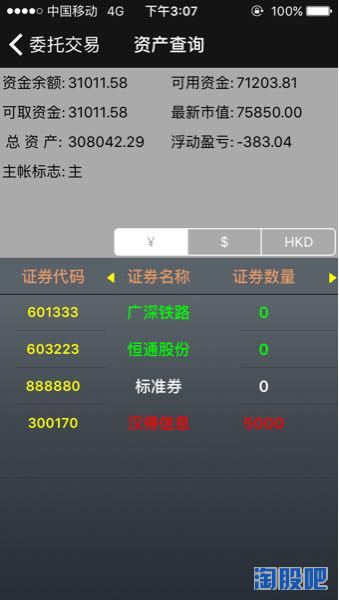 中国移动 4G 下午3:07 100%
委托交易 资产查询
资金余额: 31011.58 可用资金: 71203.81
可取资金: 31011.58 最新市值: 75850.00
总 资 产: 308042.29 浮动盈亏: -383.04
主帐标志: 主
¥ $ HKD
证券代码 证券名称 证券数量
601333 广深铁路 0
603223 恒通股份 0
888880 标准券 0
300170 汉得信息 5000
淘股吧